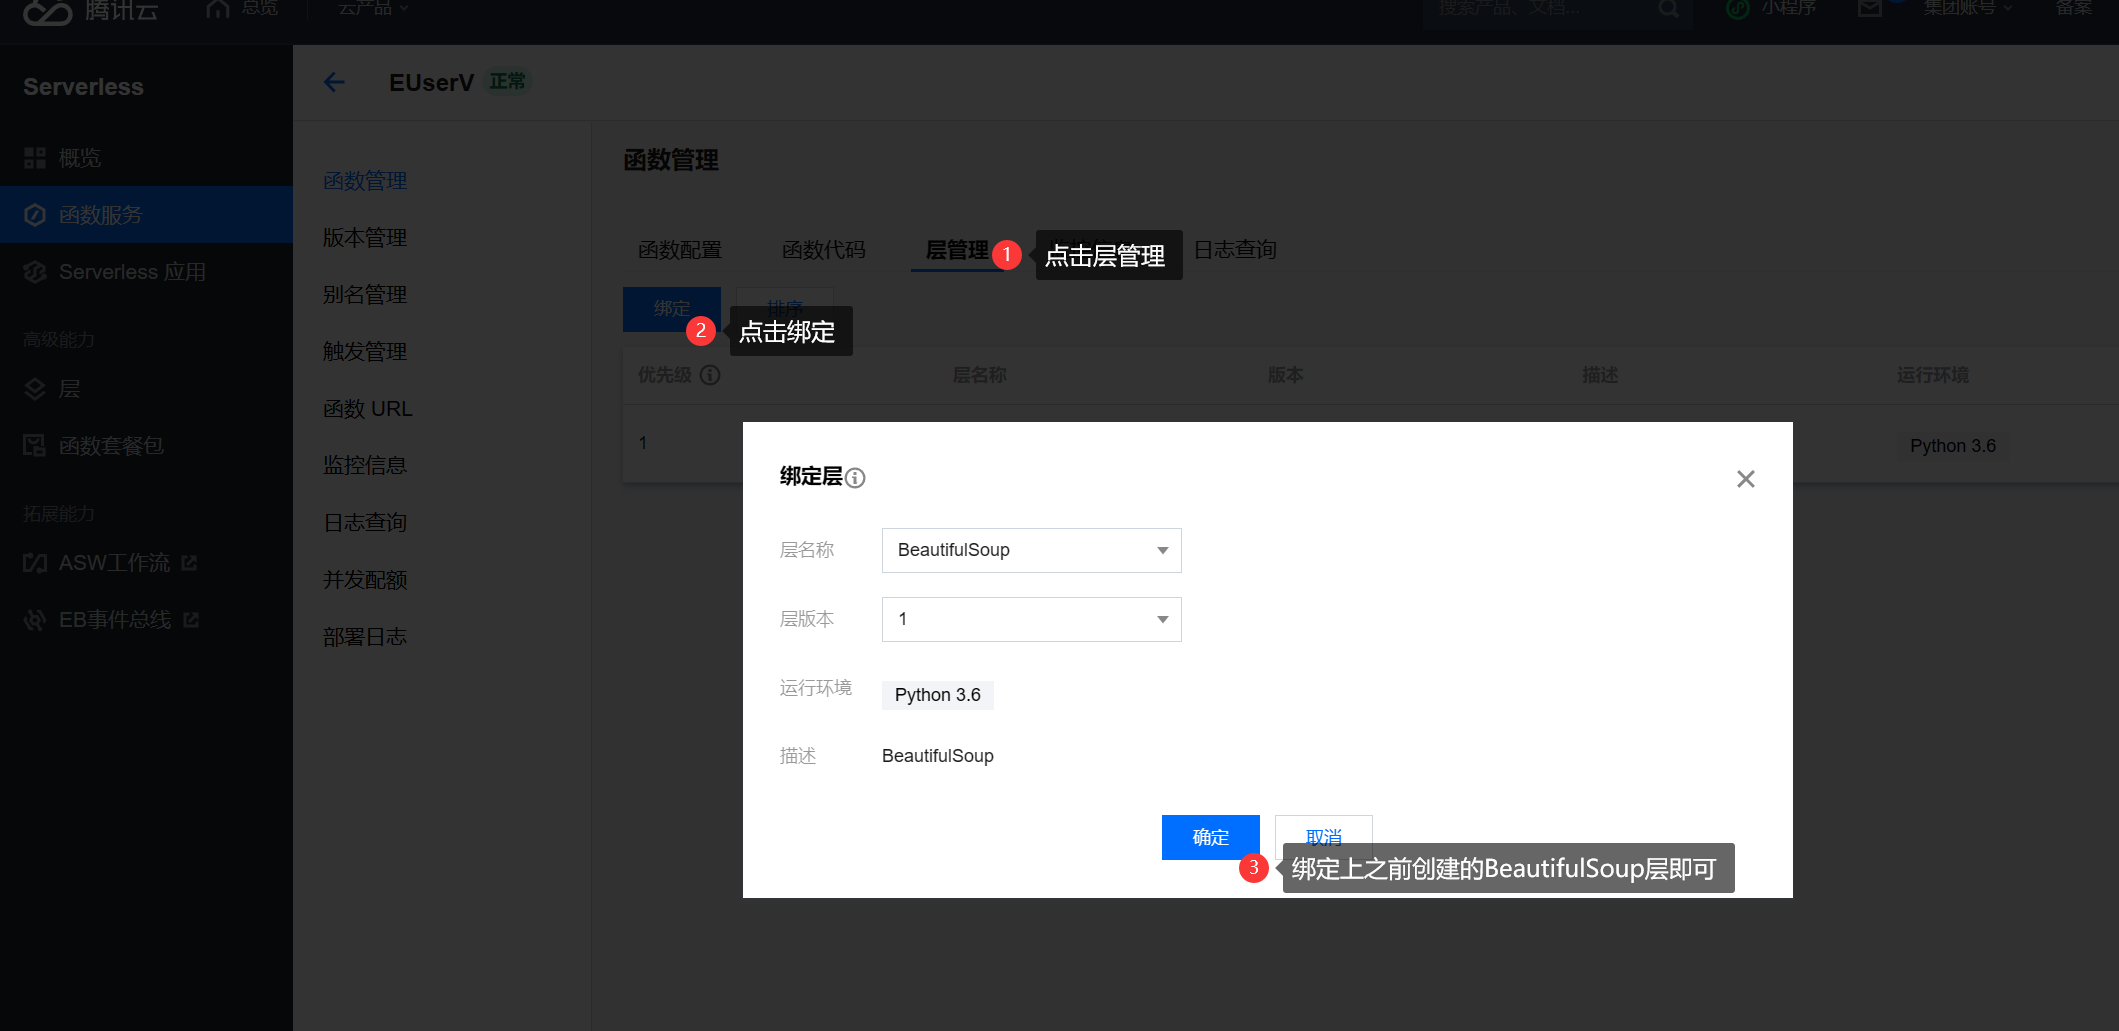 腾讯云
总览
云产品
搜索产品、文档...
小程序
集团账号
备案
Serverless
概览
函数服务
Serverless 应用
高级能力
层
函数套餐包
拓展能力
ASW工作流
EB事件总线
EUserV 正常
函数管理
版本管理
别名管理
触发管理
函数 URL
监控信息
日志查询
并发配额
部署日志
函数管理
函数配置
函数代码
层管理
1 点击层管理
日志查询
绑定
排序
2 点击绑定
优先级
层名称
版本
描述
运行环境
1
Python 3.6
绑定层
层名称 BeautifulSoup
层版本 1
运行环境 Python 3.6
描述 BeautifulSoup
确定
取消
3 绑定上之前创建的BeautifulSoup层即可